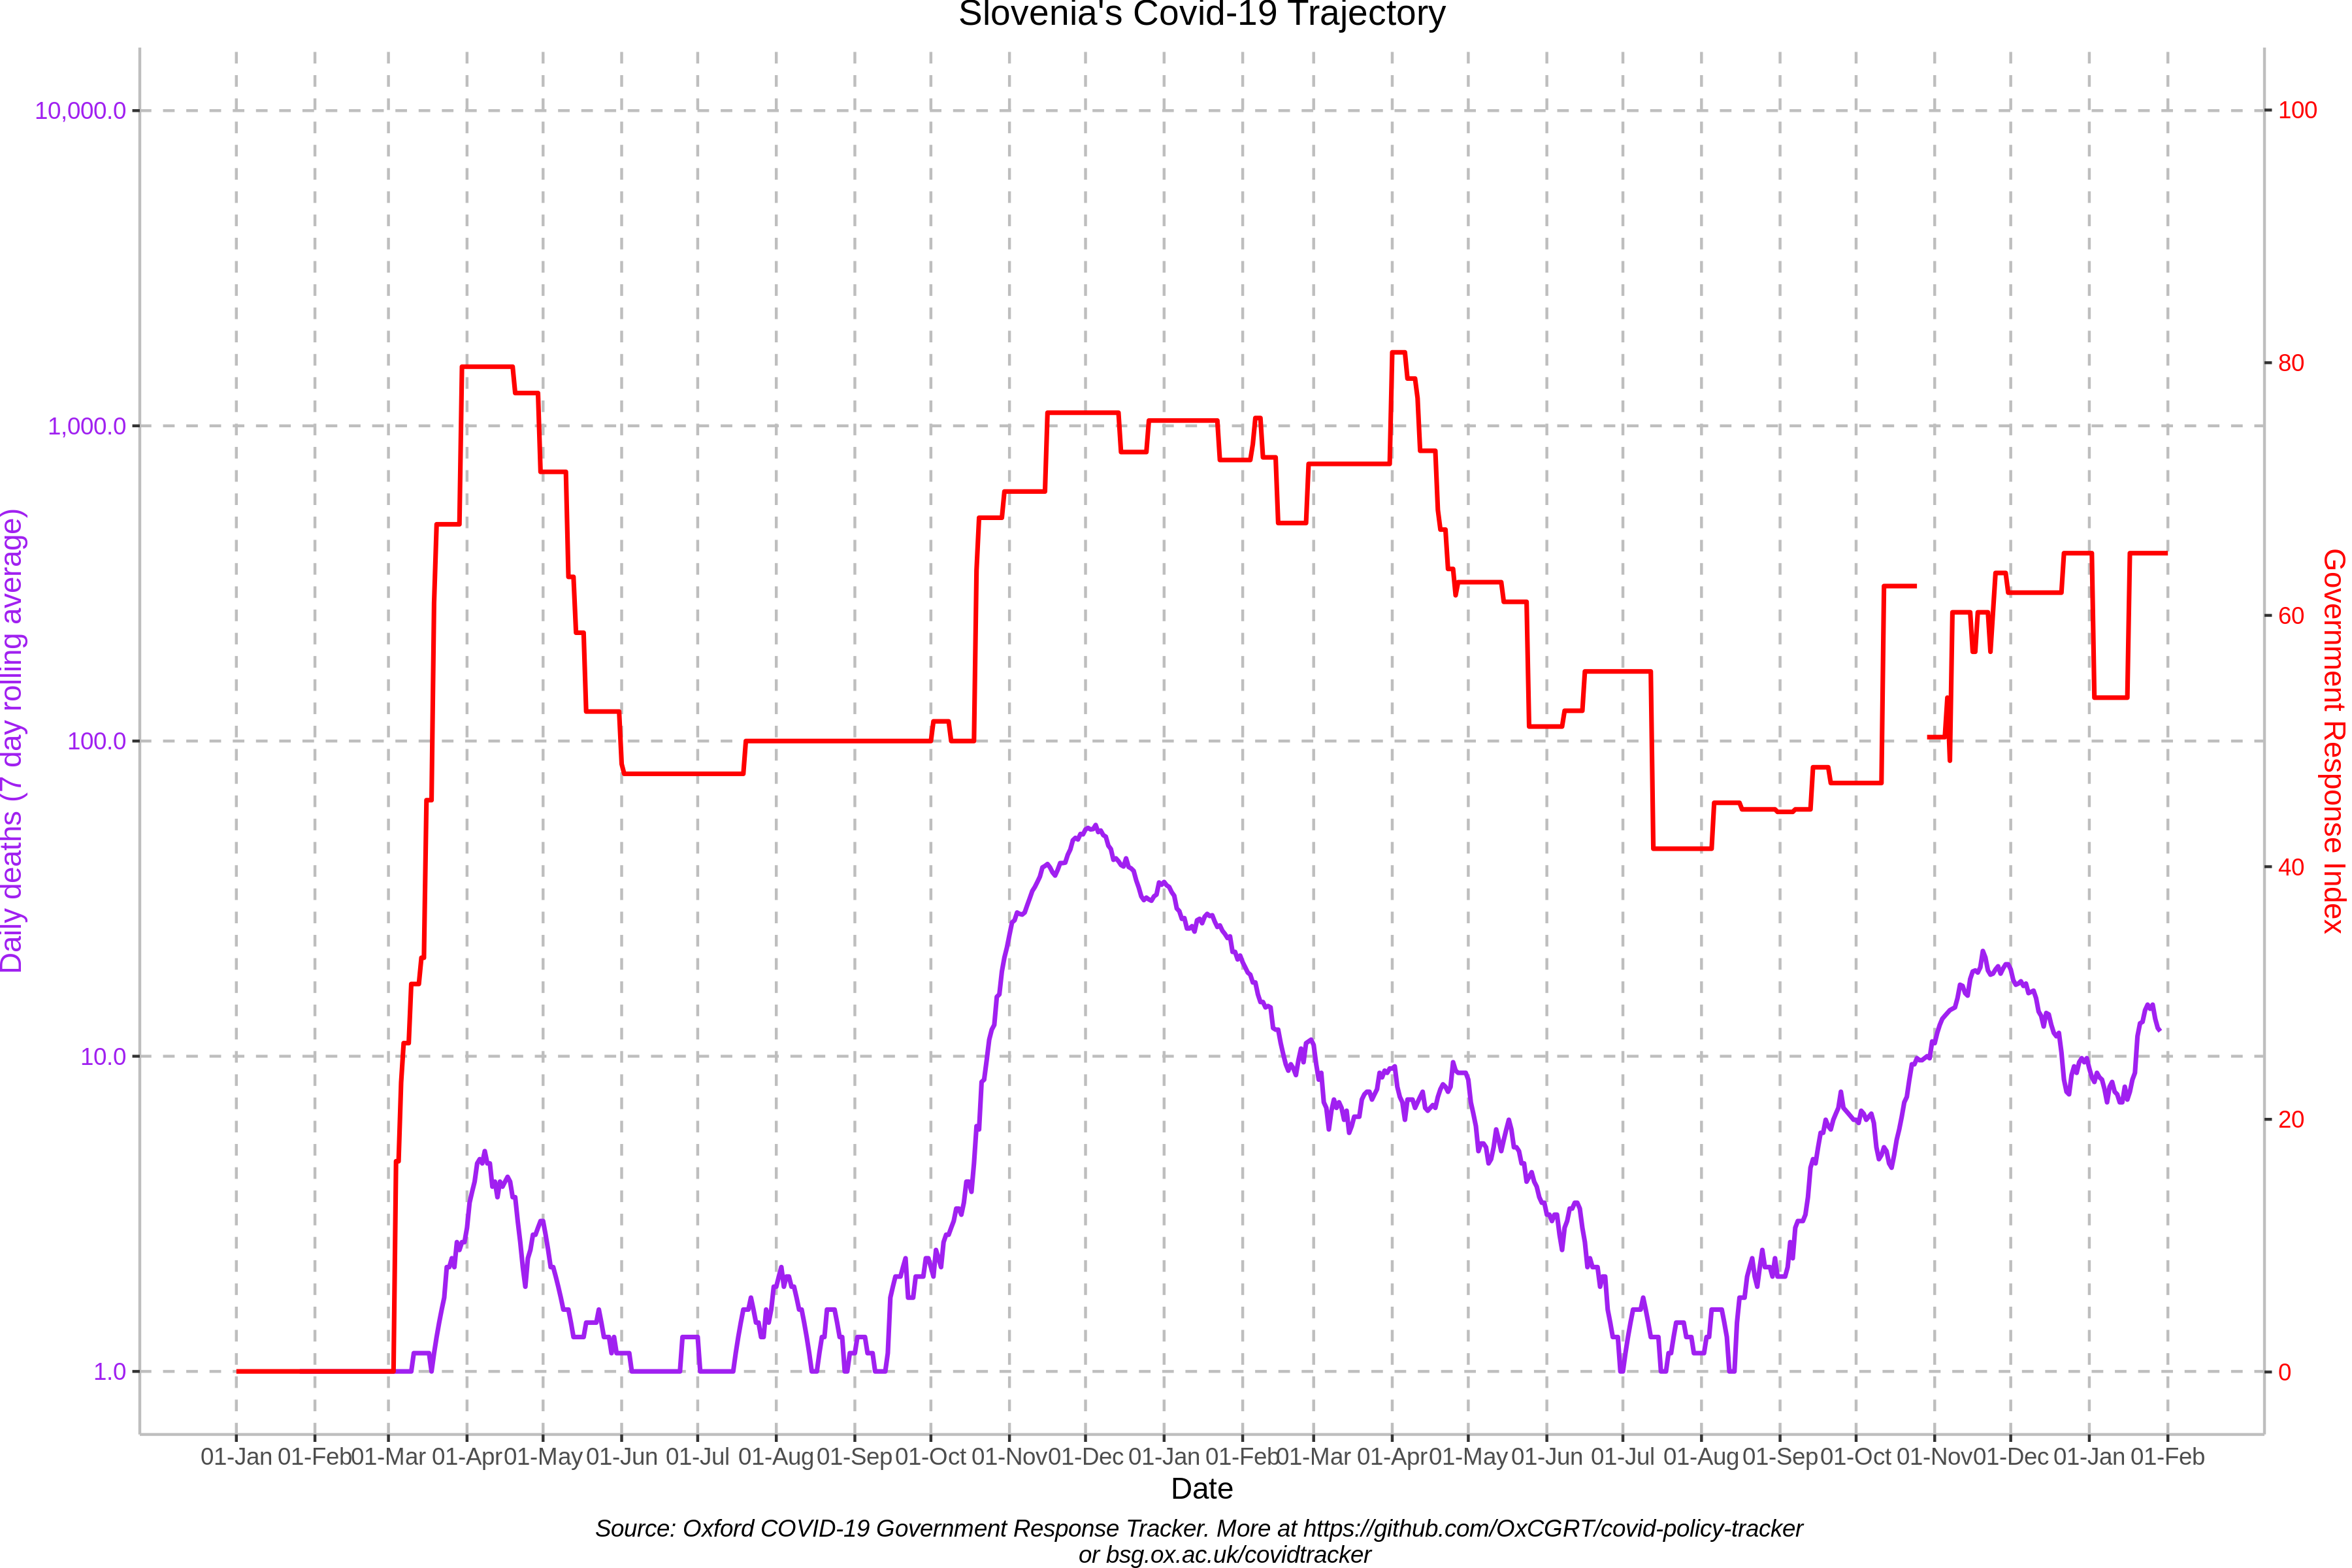 Slovenia's Covid-19 Trajectory
10,000.0
1,000.0
100.0
10.0
1.0
Daily deaths (7 day rolling average)
100
80
60
40
20
0
Government Response Index
01-Jan 01-Feb 01-Mar 01-Apr 01-May 01-Jun 01-Jul 01-Aug 01-Sep 01-Oct 01-Nov 01-Dec 01-Jan 01-Feb 01-Mar 01-Apr 01-May 01-Jun 01-Jul 01-Aug 01-Sep 01-Oct 01-Nov 01-Dec 01-Jan 01-Feb
Date
Source: Oxford COVID-19 Government Response Tracker. More at https://github.com/OxCGRT/covid-policy-tracker
or bsg.ox.ac.uk/covidtracker